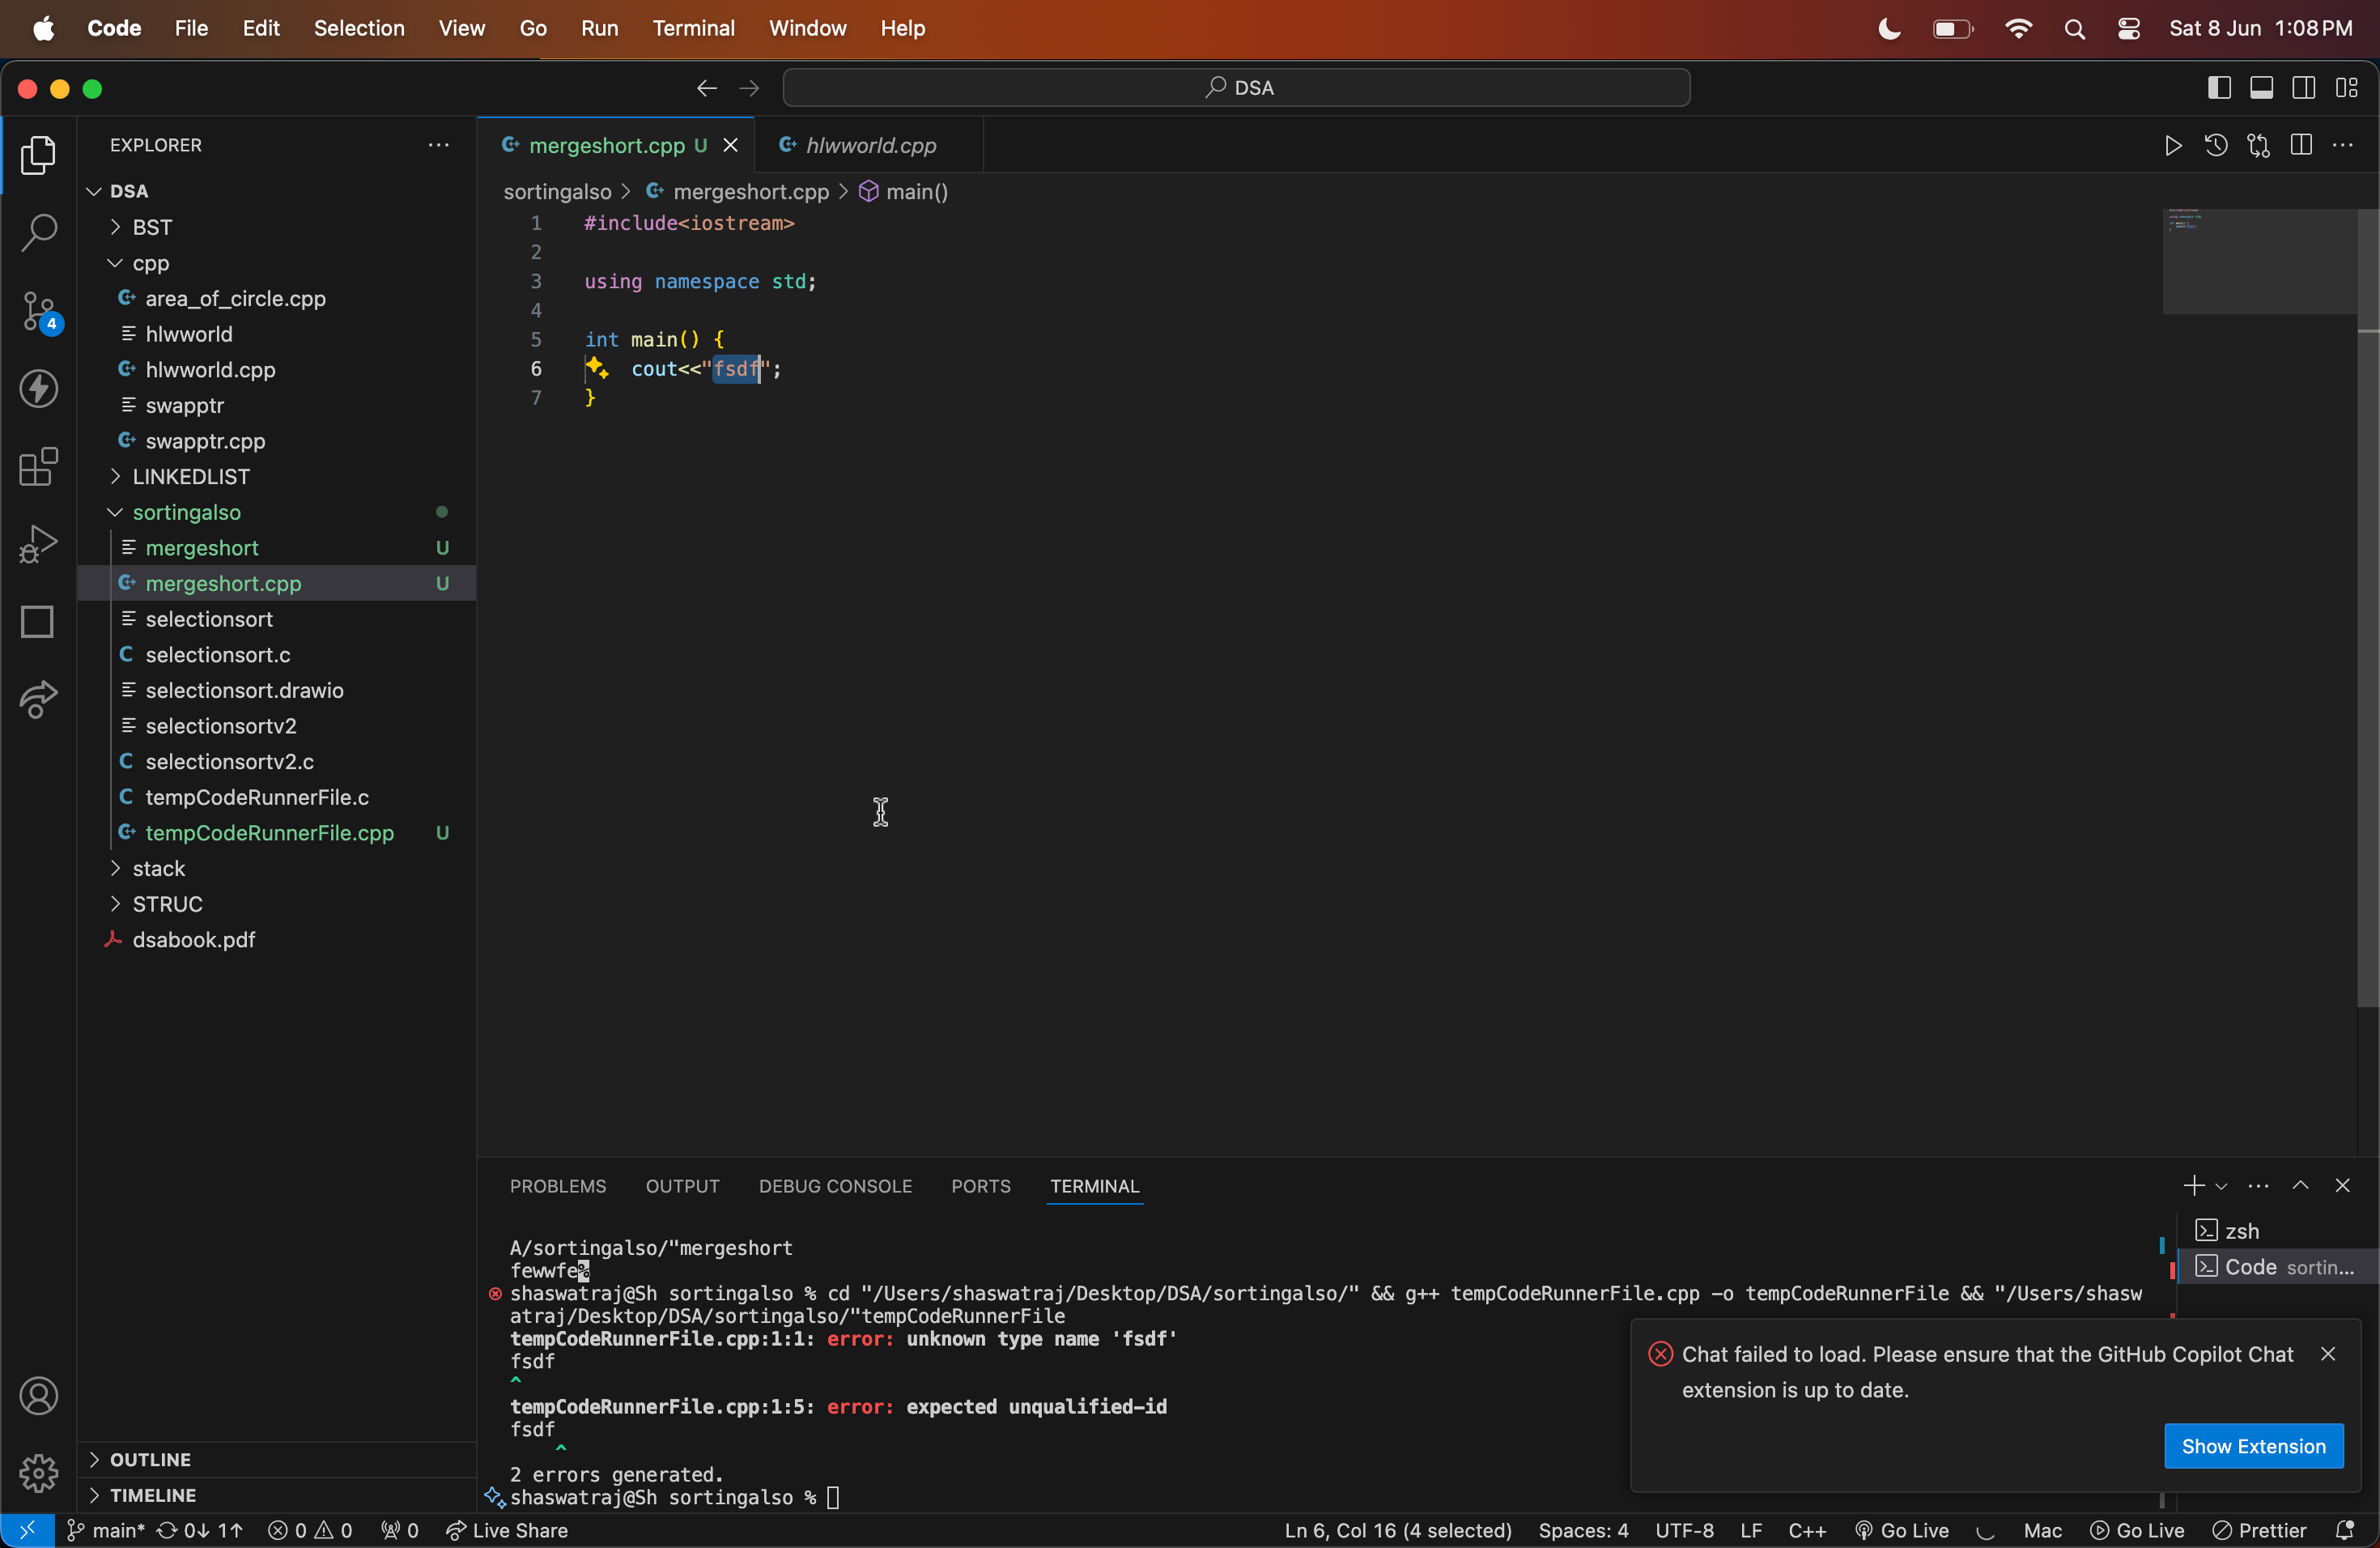 Code File Edit Selection View Go Run Terminal Window Help Sat 8 Jun 1:08 PM
DSA
EXPLORER
DSA
BST
cpp
area_of_circle.cpp
hlwworld
hlwworld.cpp
swapptr
swapptr.cpp
LINKEDLIST
sortingalso
mergeshort U
mergeshort.cpp U
selectionsort
selectionsort.c
selectionsort.drawio
selectionsortv2
selectionsortv2.c
tempCodeRunnerFile.c
tempCodeRunnerFile.cpp U
stack
STRUC
dsabook.pdf
OUTLINE
TIMELINE
4
mergeshort.cpp U hlwworld.cpp
sortingalso > mergeshort.cpp > main()
1 #include<iostream>
2
3 using namespace std;
4
5 int main() {
6 cout<<"fsdf";
7 }
PROBLEMS OUTPUT DEBUG CONSOLE PORTS TERMINAL
A/sortingalso/"mergeshort
fewwfe%
shaswatraj@Sh sortingalso % cd "/Users/shaswatraj/Desktop/DSA/sortingalso/" && g++ tempCodeRunnerFile.cpp -o tempCodeRunnerFile && "/Users/shasw
atraj/Desktop/DSA/sortingalso/"tempCodeRunnerFile
tempCodeRunnerFile.cpp:1:1: error: unknown type name 'fsdf'
fsdf
^
tempCodeRunnerFile.cpp:1:5: error: expected unqualified-id
fsdf
^
2 errors generated.
shaswatraj@Sh sortingalso %
zsh
Code sortin...
Chat failed to load. Please ensure that the GitHub Copilot Chat
extension is up to date.
Show Extension
main* 0↓ 1↑ 0 0 0 Live Share Ln 6, Col 16 (4 selected) Spaces: 4 UTF-8 LF C++ Go Live Mac Go Live Prettier